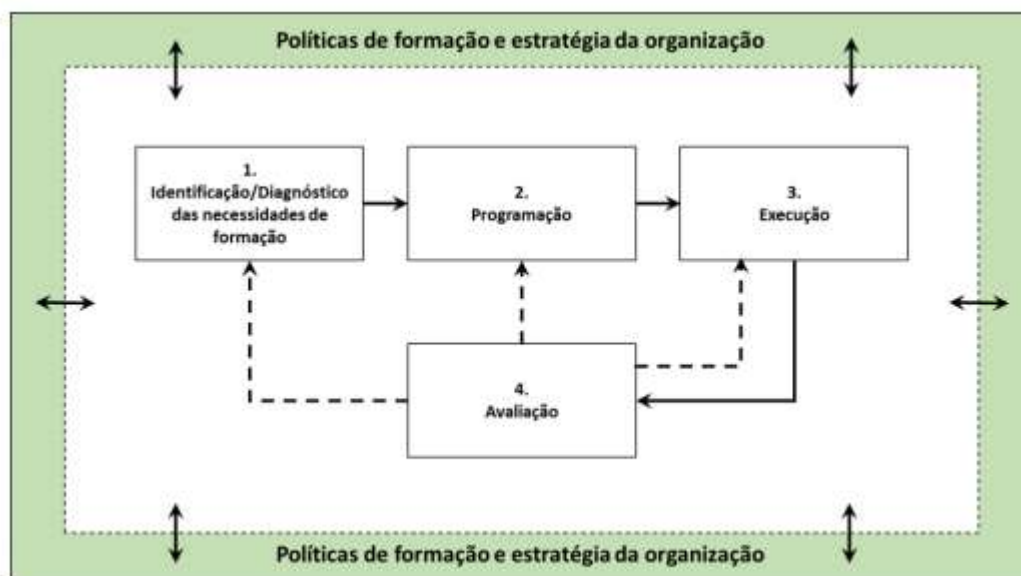 Políticas de formação e estratégia da organização
1.
Identificação/Diagnóstico
das necessidades de
formação
2.
Programação
3.
Execução
4.
Avaliação
Políticas de formação e estratégia da organização